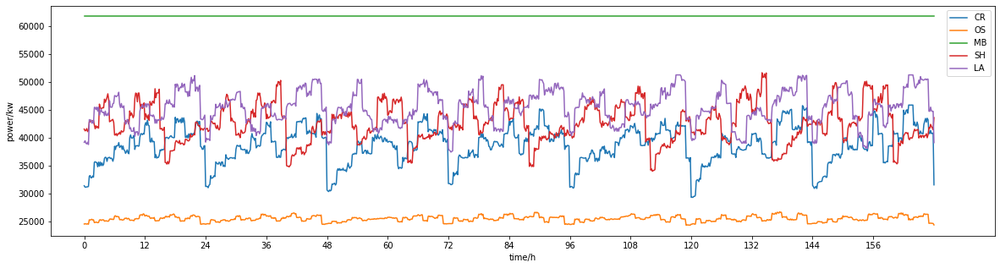 60000
55000
50000
45000
40000
35000
30000
25000
power/kw
0 12 24 36 48 60 72 84 96 108 120 132 144 156
time/h
CR
OS
MB
SH
LA